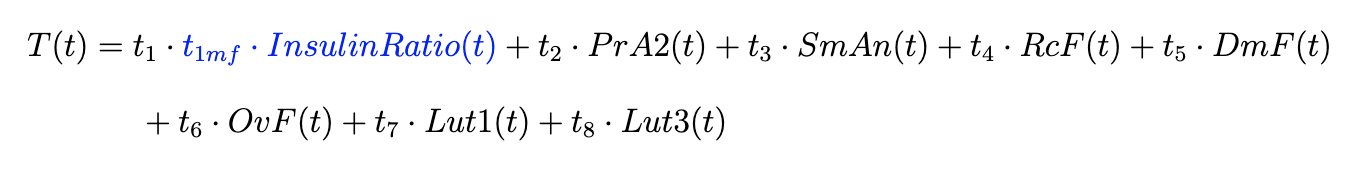 T(t) = t₁ · t₁mf · InsulinRatio(t) + t₂ · PrA2(t) + t₃ · SmAn(t) + t₄ · RcF(t) + t₅ · DmF(t)
+ t₆ · OvF(t) + t₇ · Lut1(t) + t₈ · Lut3(t)